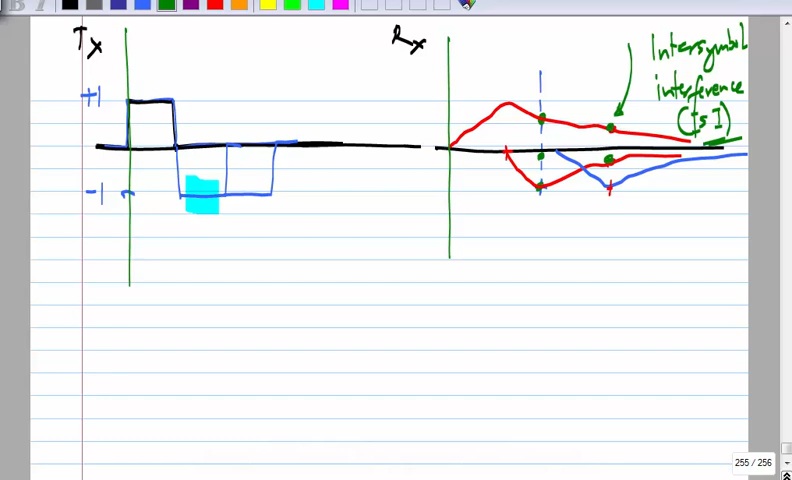 Tx
Rx
+1
-1
Intersymbol
interference
(IsI)
255 / 256